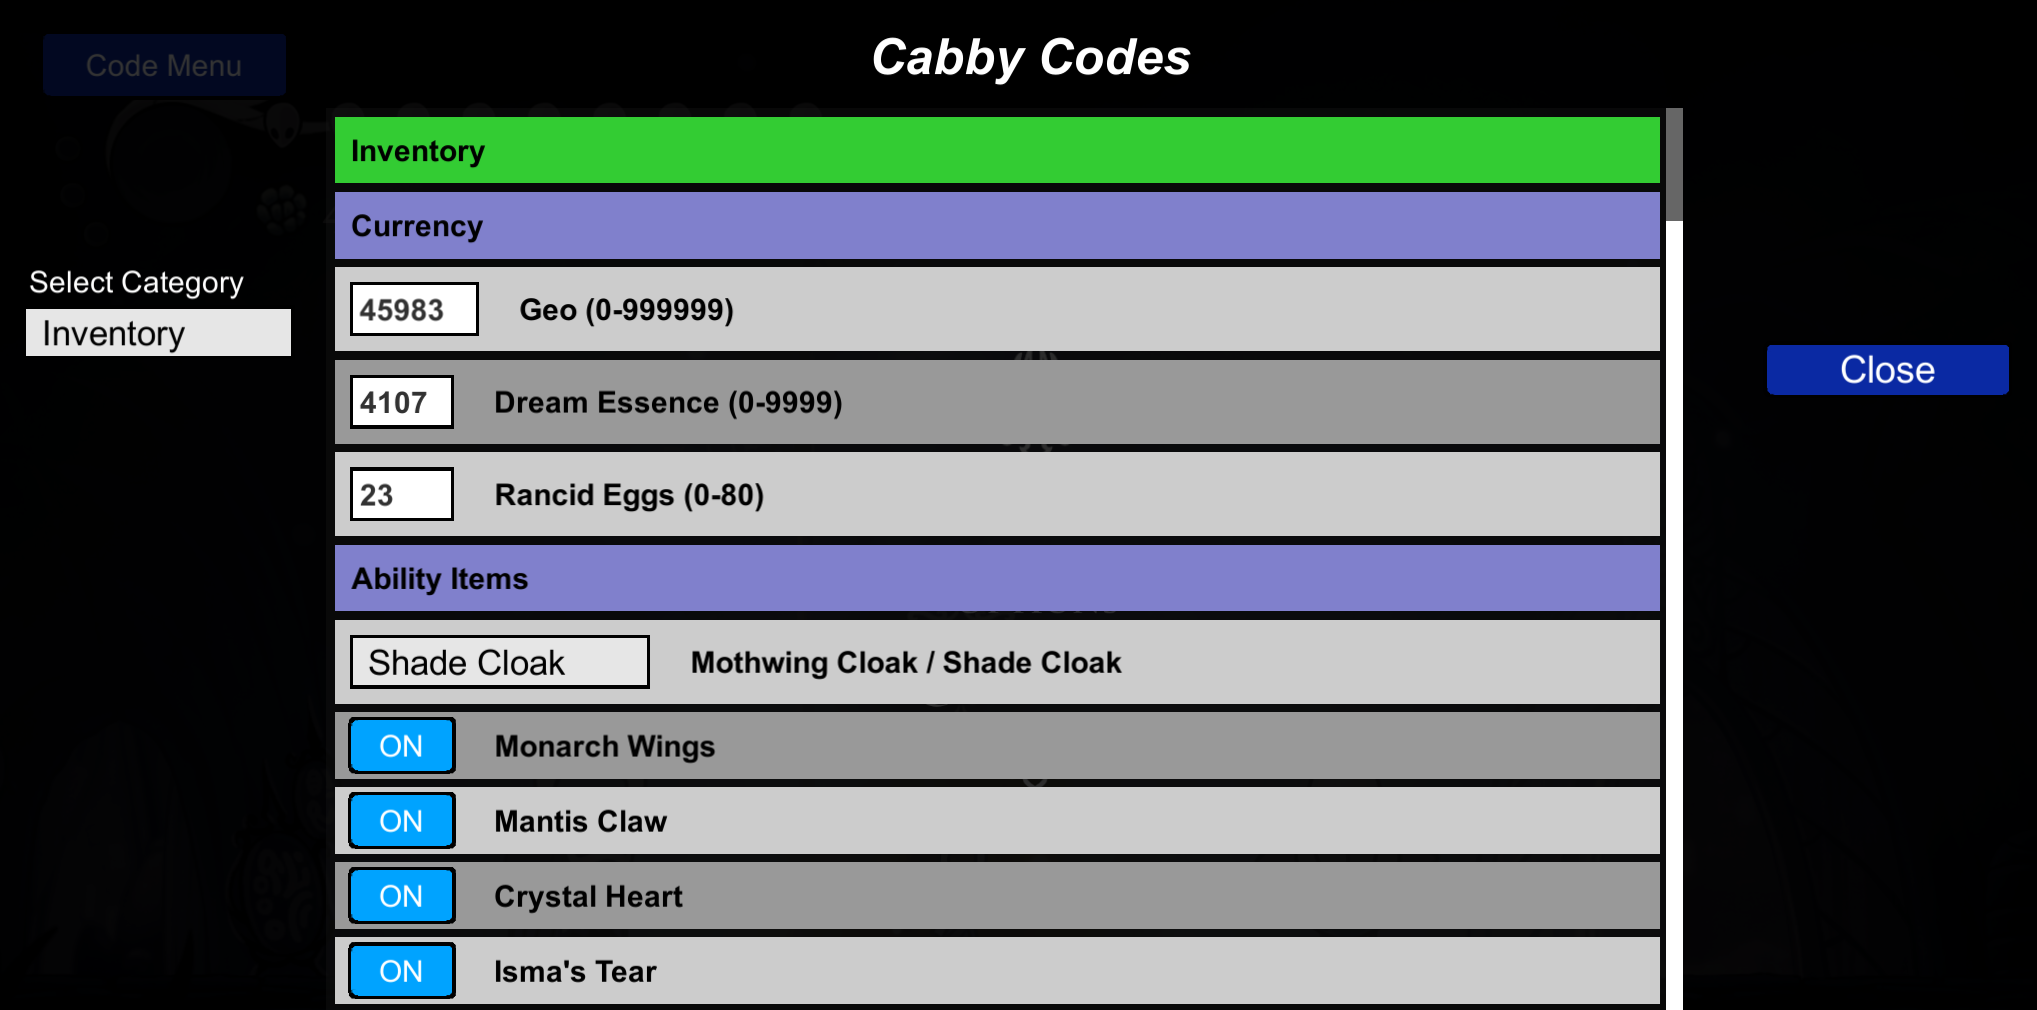 Code Menu
Cabby Codes
Inventory
Currency
Select Category
Inventory
45983 Geo (0-999999)
Close
4107 Dream Essence (0-9999)
23 Rancid Eggs (0-80)
Ability Items
Shade Cloak Mothwing Cloak / Shade Cloak
ON Monarch Wings
ON Mantis Claw
ON Crystal Heart
ON Isma's Tear